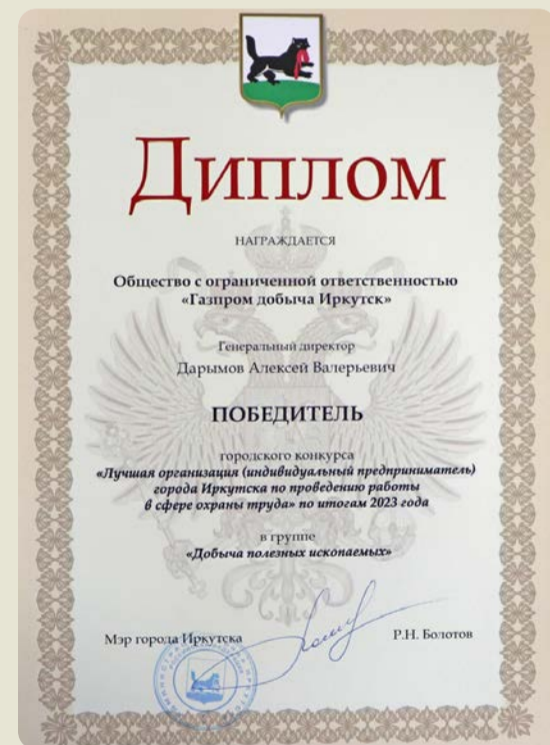 Диплом
НАГРАЖДАЕТСЯ
Общество с ограниченной ответственностью
«Газпром добыча Иркутск»
Генеральный директор
Дарымов Алексей Валерьевич
ПОБЕДИТЕЛЬ
городского конкурса
«Лучшая организация (индивидуальный предприниматель)
города Иркутска по проведению работы
в сфере охраны труда» по итогам 2023 года
в группе
«Добыча полезных ископаемых»
Мэр города Иркутска
Р.Н. Болотов